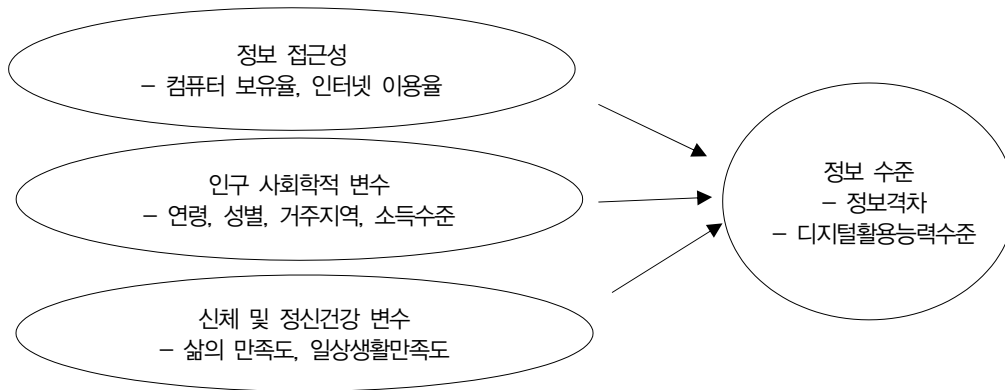 정보 접근성
– 컴퓨터 보유율, 인터넷 이용율
인구 사회학적 변수
– 연령, 성별, 거주지역, 소득수준
신체 및 정신건강 변수
– 삶의 만족도, 일상생활만족도
정보 수준
– 정보격차
– 디지털활용능력수준